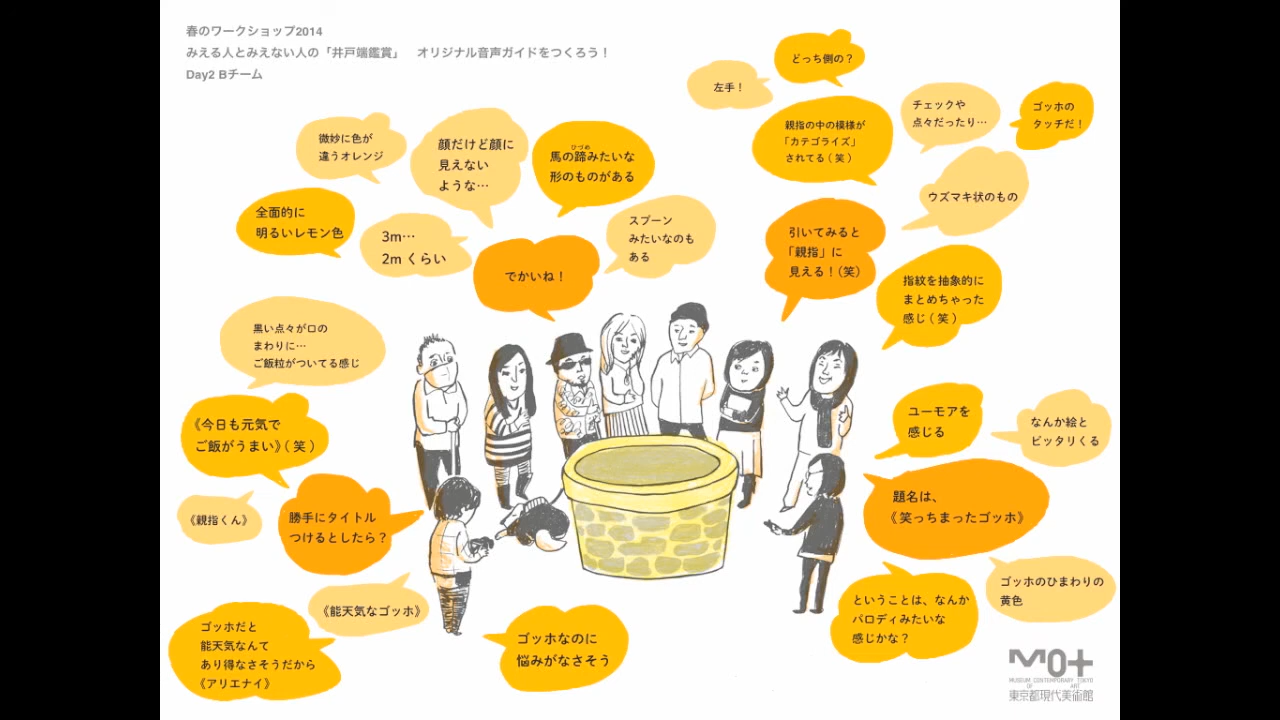 春のワークショップ2014
みえる人とみえない人の「井戸端鑑賞」　オリジナル音声ガイドをつくろう！
Day2 Bチーム
どっち側の？
左手！
親指の中の模様が
「カテゴライズ」
されてる（笑）
チェックや
点々だったり…
ゴッホの
タッチだ！
微妙に色が
違うオレンジ
顔だけど顔に
見えない
ような…
ひづめ
馬の蹄みたいな
形のものがある
ウズマキ状のもの
全面的に
明るいレモン色
3m…
2m くらい
スプーン
みたいなのも
ある
でかいね！
引いてみると
「親指」に
見える！(笑)
指紋を抽象的に
まとめちゃった
感じ（笑）
黒い点々が口の
まわりに…
ご飯粒がついてる感じ
《今日も元気で
ご飯がうまい》（笑）
ユーモアを
感じる
なんか絵と
ピッタリくる
《親指くん》
勝手にタイトル
つけるとしたら？
題名は、
《笑っちまったゴッホ》
《能天気なゴッホ》
ゴッホのひまわりの
黄色
ゴッホだと
能天気なんて
あり得なさそうだから
《アリエナイ》
ゴッホなのに
悩みがなさそう
ということは、なんか
パロディみたいな
感じかな？
MOT
MUSEUM CONTEMPORARY TOKYO
OF ART
東京都現代美術館